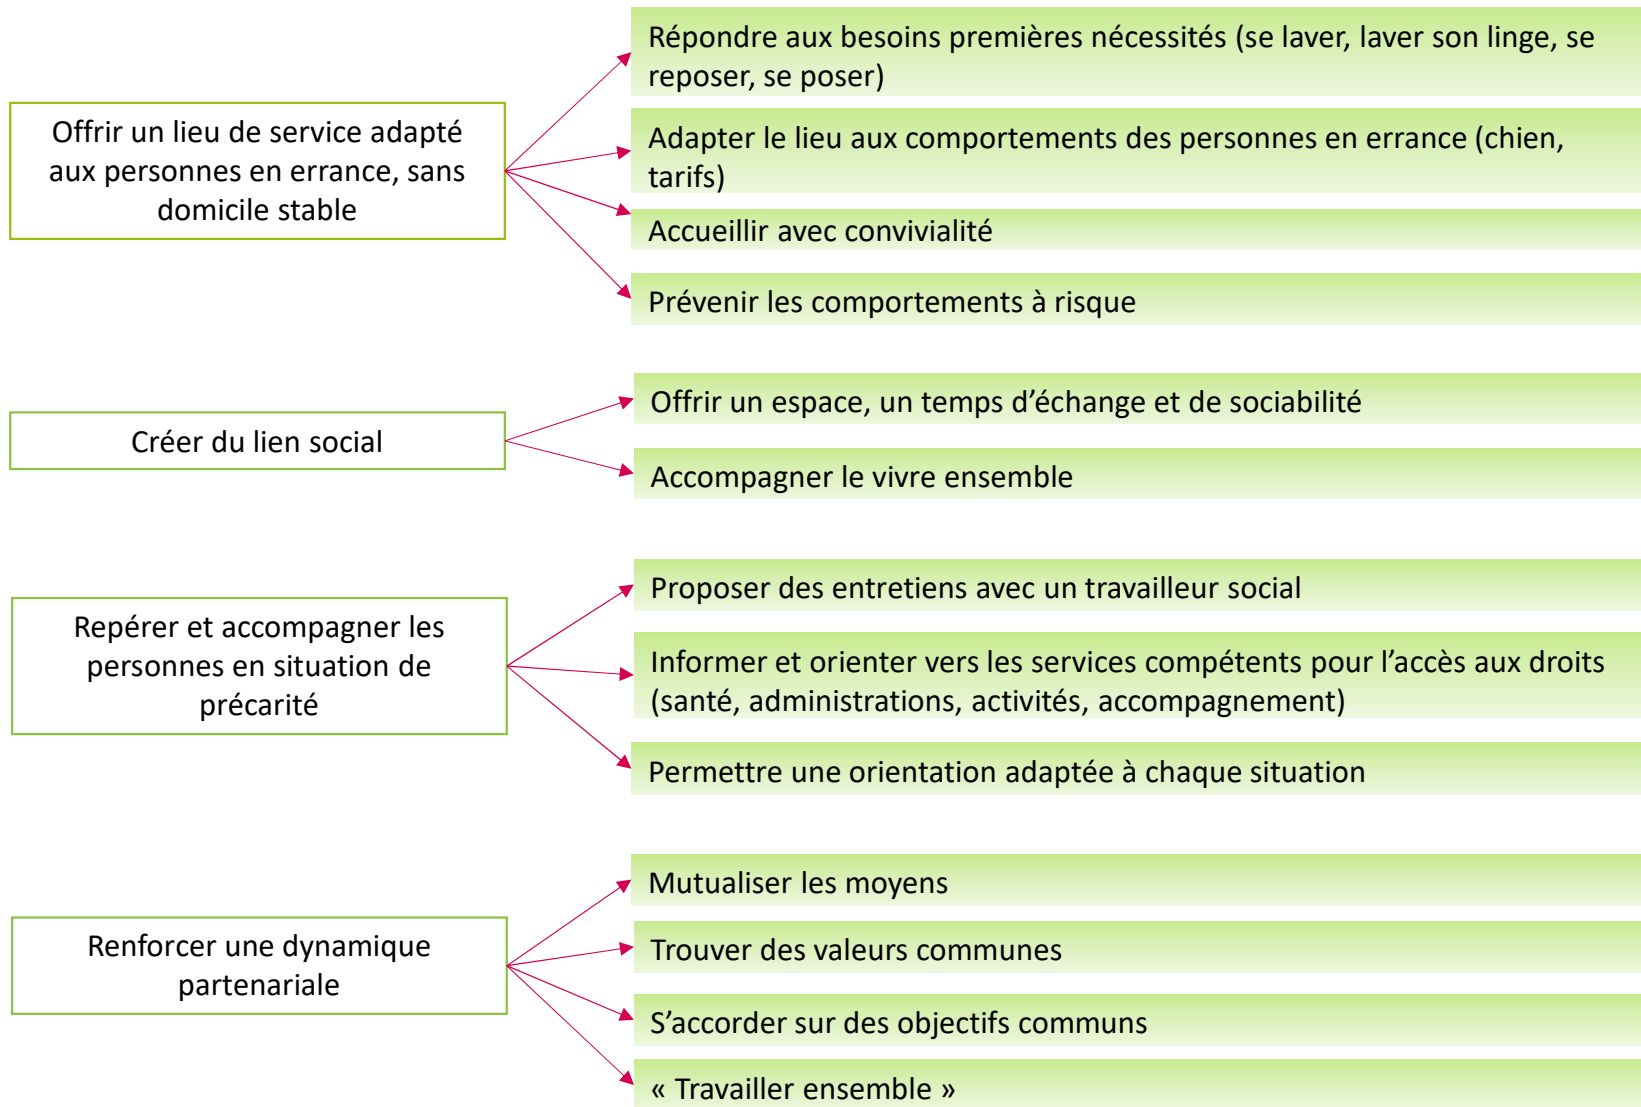 Offrir un lieu de service adapté
aux personnes en errance, sans
domicile stable
Répondre aux besoins premières nécessités (se laver, laver son linge, se
reposer, se poser)
Adapter le lieu aux comportements des personnes en errance (chien,
tarifs)
Accueillir avec convivialité
Prévenir les comportements à risque
Créer du lien social
Offrir un espace, un temps d’échange et de sociabilité
Accompagner le vivre ensemble
Repérer et accompagner les
personnes en situation de
précarité
Proposer des entretiens avec un travailleur social
Informer et orienter vers les services compétents pour l’accès aux droits
(santé, administrations, activités, accompagnement)
Permettre une orientation adaptée à chaque situation
Renforcer une dynamique
partenariale
Mutualiser les moyens
Trouver des valeurs communes
S’accorder sur des objectifs communs
« Travailler ensemble »